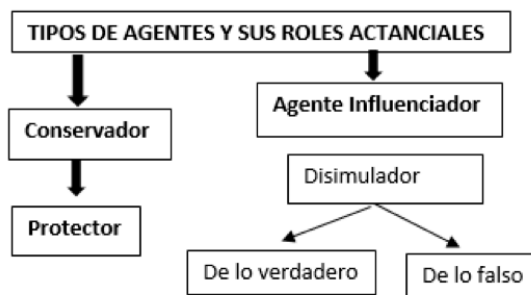 TIPOS DE AGENTES Y SUS ROLES ACTANCIALES
Conservador
Agente Influenciador
Protector
Disimulador
De lo verdadero
De lo falso